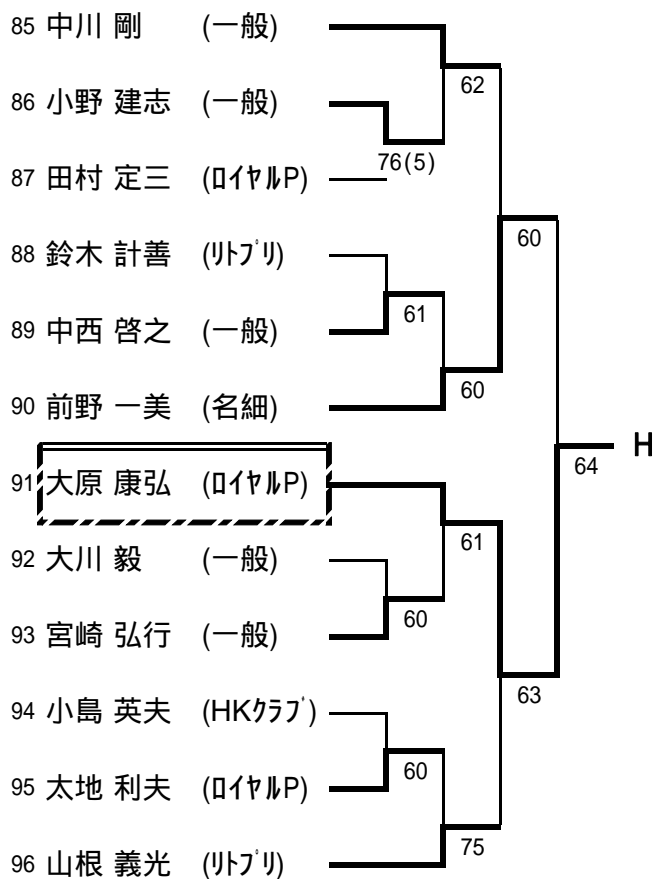 85 中川 剛 (一般)
62
86 小野 建志 (一般)
76(5)
87 田村 定三 (ロイヤルP)
60
88 鈴木 計善 (リトプリ)
61
89 中西 啓之 (一般)
60
90 前野 一美 (名細)
H
64
91 大原 康弘 (ロイヤルP)
61
92 大川 毅 (一般)
60
93 宮崎 弘行 (一般)
63
94 小島 英夫 (HKクラブ)
60
95 太地 利夫 (ロイヤルP)
75
96 山根 義光 (リトプリ)